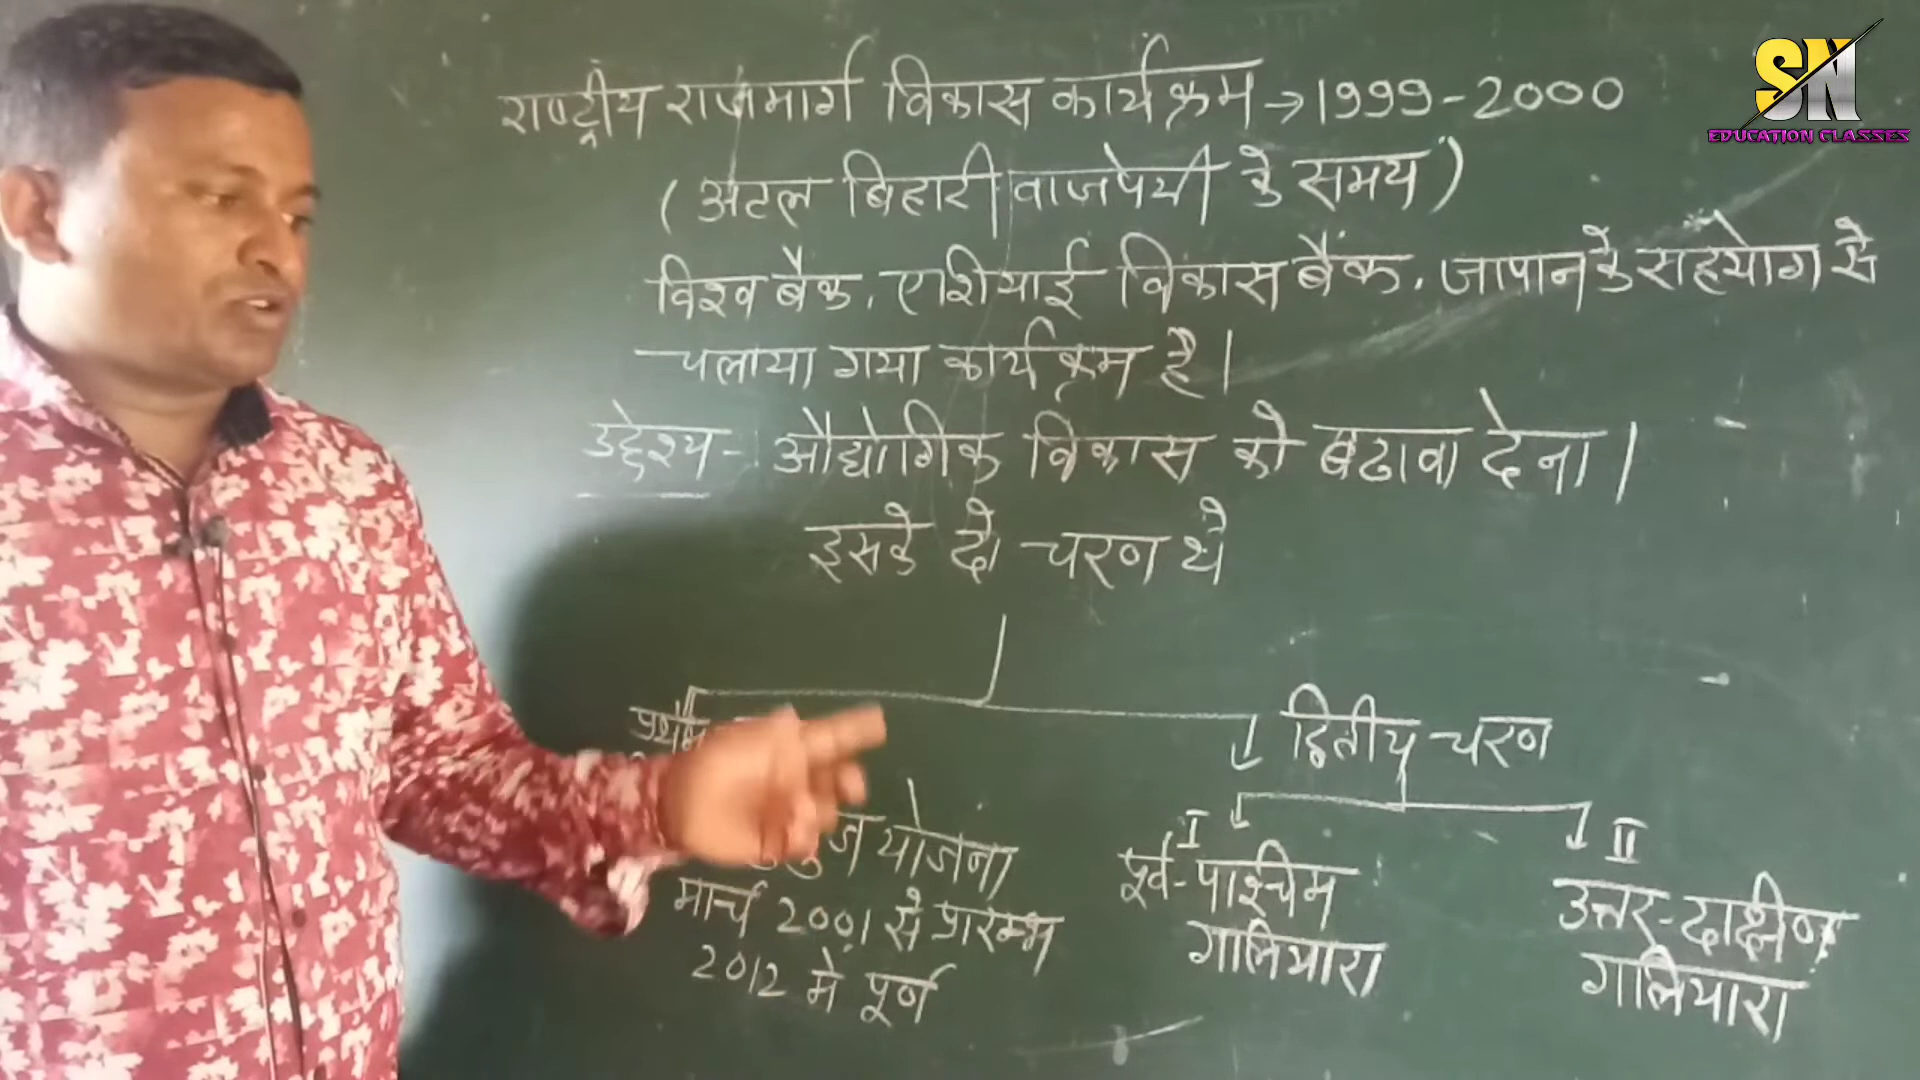 राष्ट्रीय राजमार्ग विकास कार्यक्रम → 1999-2000
(अटल बिहारी वाजपेयी के समय)
विश्व बैंक, एशियाई विकास बैंक, जापान के सहयोग से
चलाया गया कार्यक्रम है।
उद्देश्य - औद्योगिक विकास को बढावा देना।
इसके दो चरण थे
प्रथम
योजना
मार्च 2001 से प्रारम्भ
2012 मे पूर्ण
द्वितीय चरण
I
पूर्व-पश्चिम
गलियारा
II
उत्तर-दक्षिण
गलियारा
SN
EDUCATION CLASSES